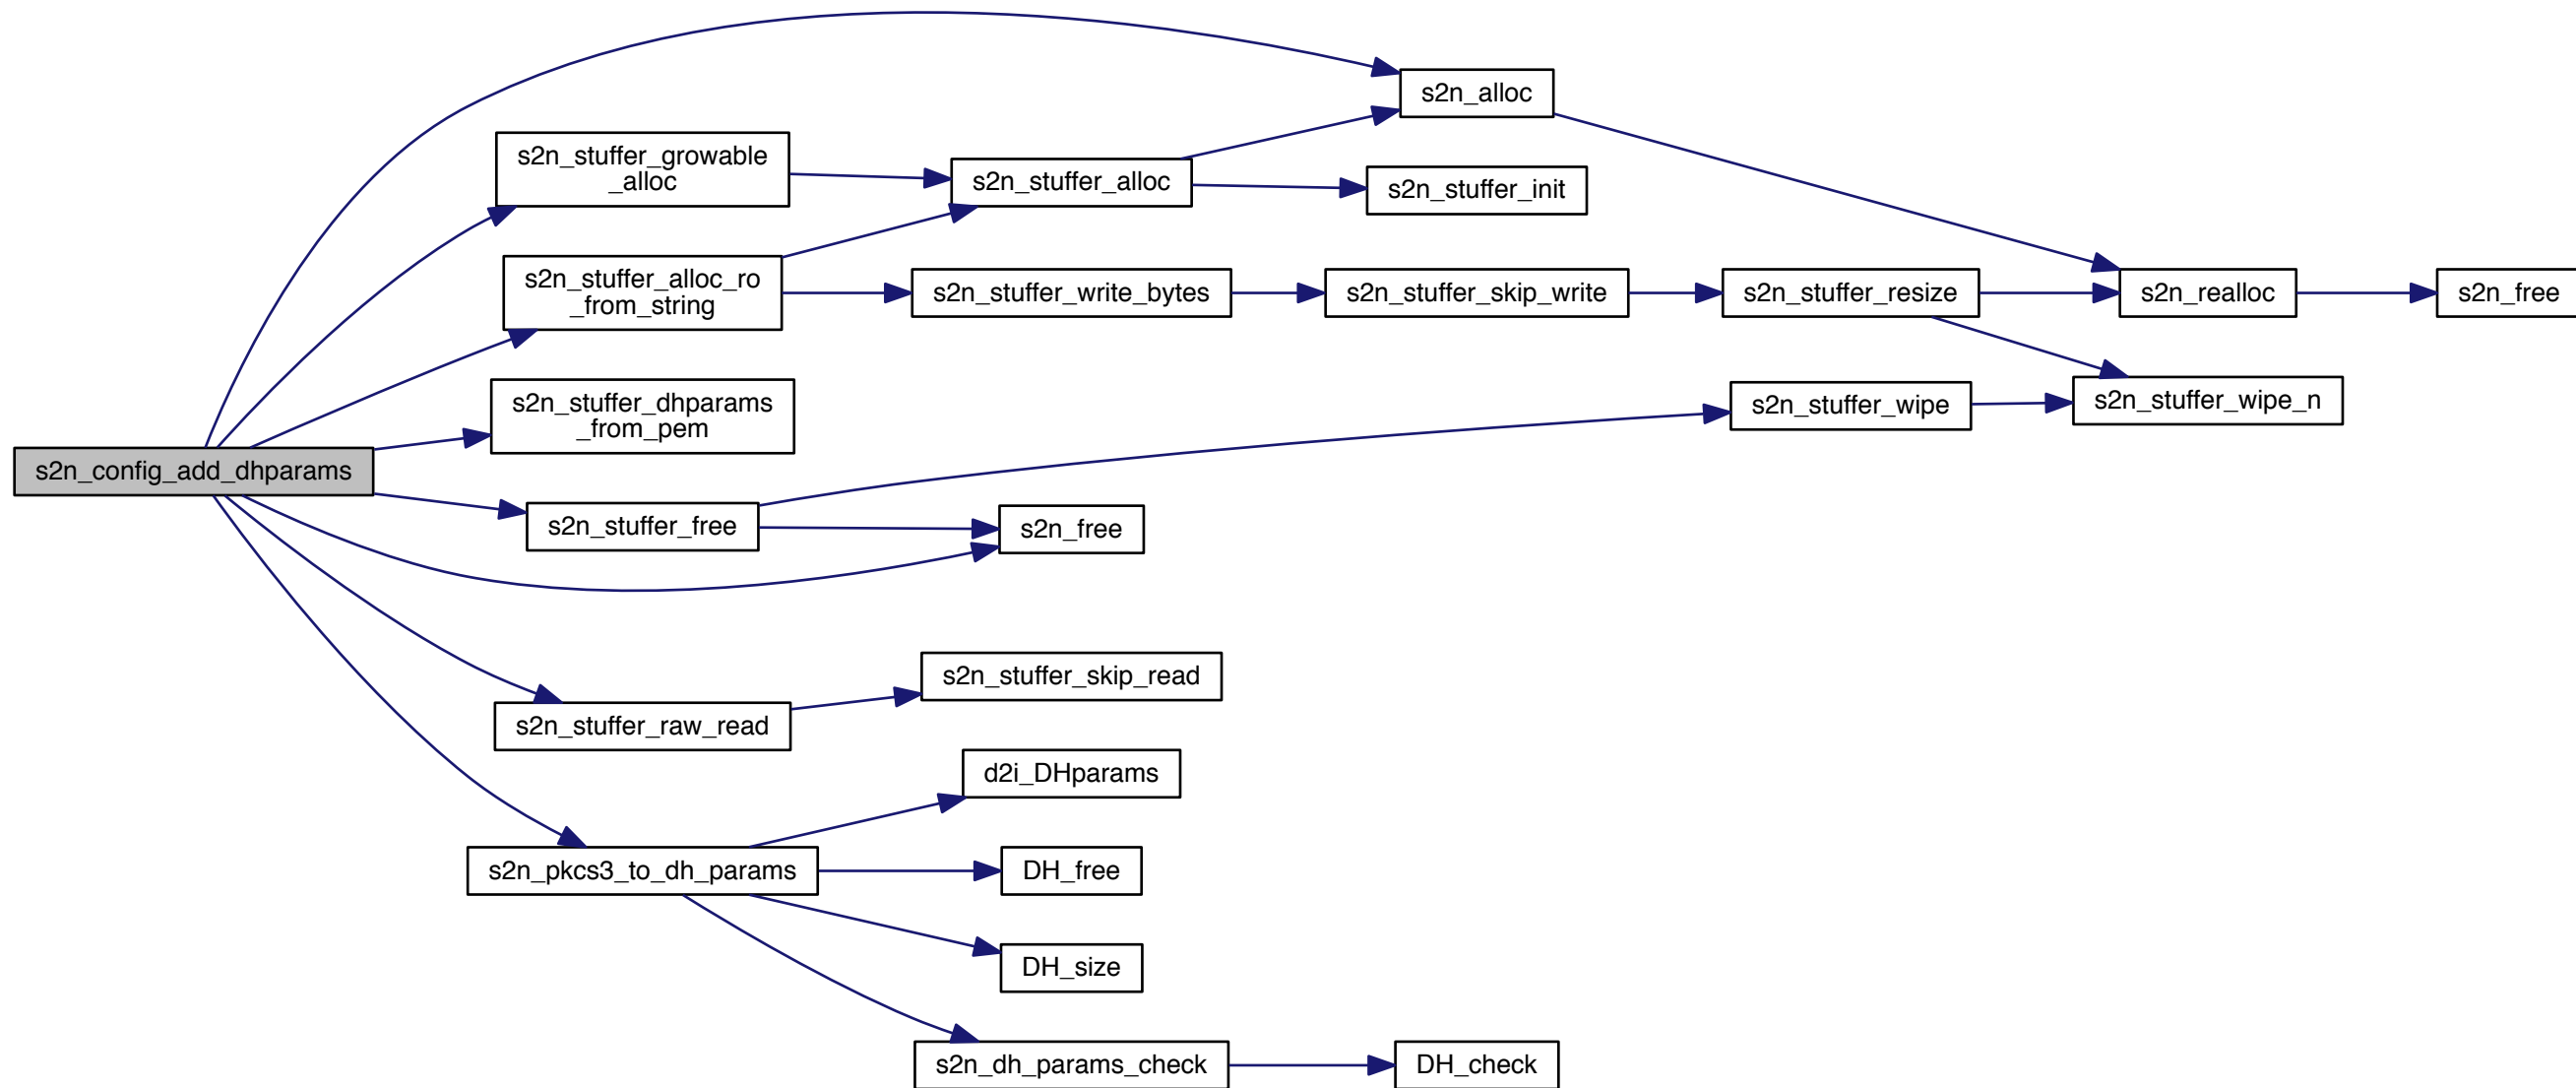 s2n_alloc
s2n_stuffer_growable
_alloc
s2n_stuffer_alloc
s2n_stuffer_init
s2n_stuffer_alloc_ro
_from_string
s2n_stuffer_write_bytes
s2n_stuffer_skip_write
s2n_stuffer_resize
s2n_realloc
s2n_free
s2n_stuffer_dhparams
_from_pem
s2n_stuffer_wipe
s2n_stuffer_wipe_n
s2n_config_add_dhparams
s2n_stuffer_free
s2n_free
s2n_stuffer_skip_read
s2n_stuffer_raw_read
d2i_DHparams
s2n_pkcs3_to_dh_params
DH_free
DH_size
s2n_dh_params_check
DH_check